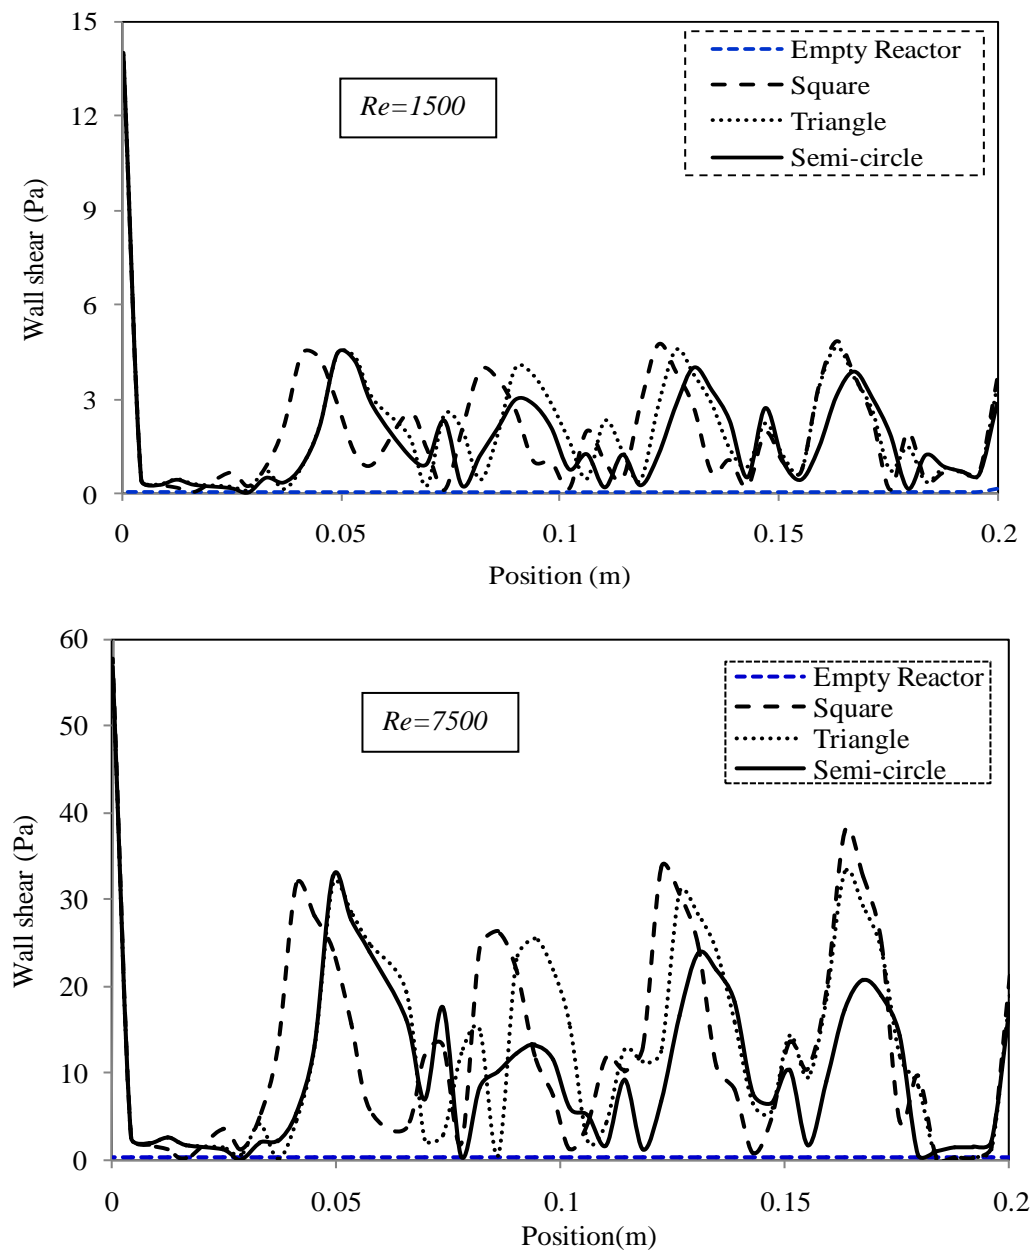 15
12
9
6
3
0
Wall shear (Pa)
Re=1500
Empty Reactor
Square
Triangle
Semi-circle
0 0.05 0.1 0.15 0.2
Position (m)
60
50
40
30
20
10
0
Wall shear (Pa)
Re=7500
Empty Reactor
Square
Triangle
Semi-circle
0 0.05 0.1 0.15 0.2
Position(m)